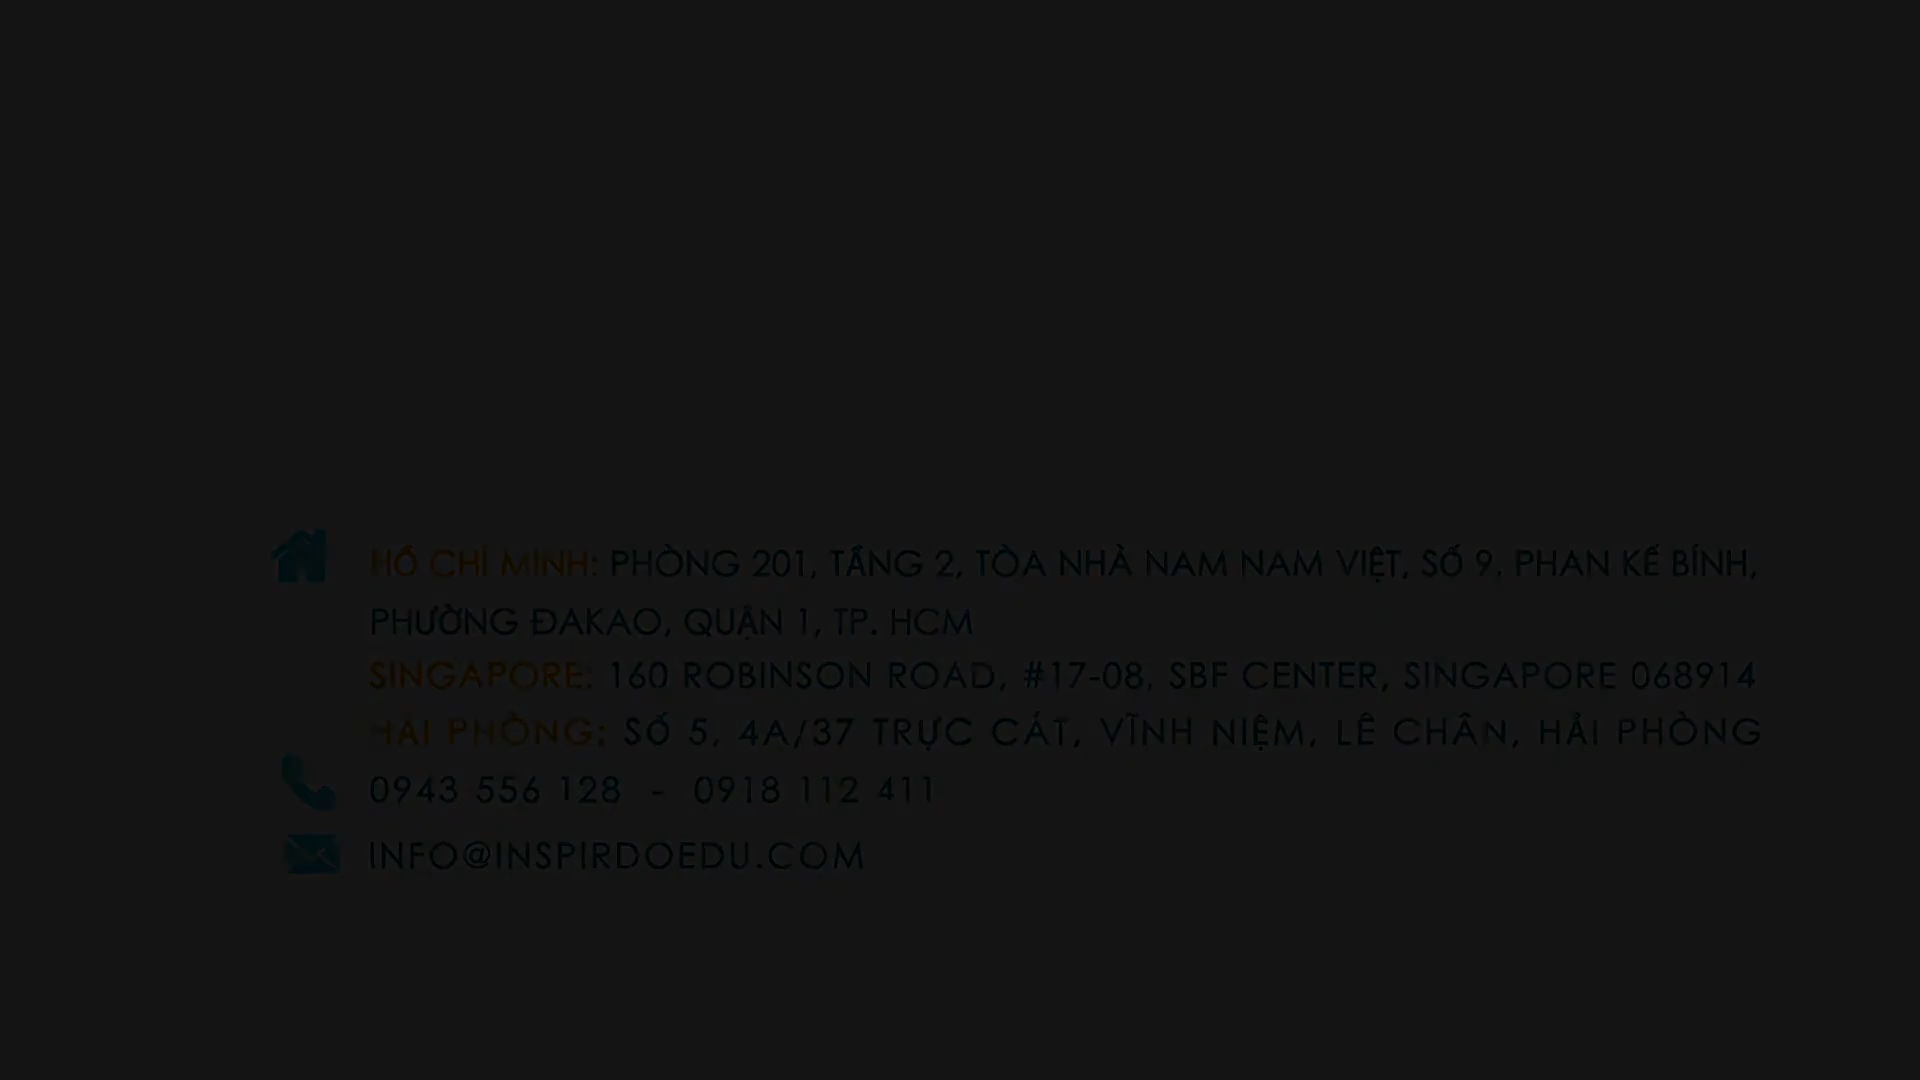 HỒ CHÍ MINH: PHÒNG 201, TẦNG 2, TÒA NHÀ NAM NAM VIỆT, SỐ 9, PHAN KẾ BÍNH,
PHƯỜNG ĐAKAO, QUẬN 1, TP. HCM
SINGAPORE: 160 ROBINSON ROAD, #17-08, SBF CENTER, SINGAPORE 068914
HẢI PHÒNG: SỐ 5, 4A/37 TRỰC CÁT, VĨNH NIỆM, LÊ CHÂN, HẢI PHÒNG
0943 556 128 - 0918 112 411
INFO@INSPIRDOEDU.COM